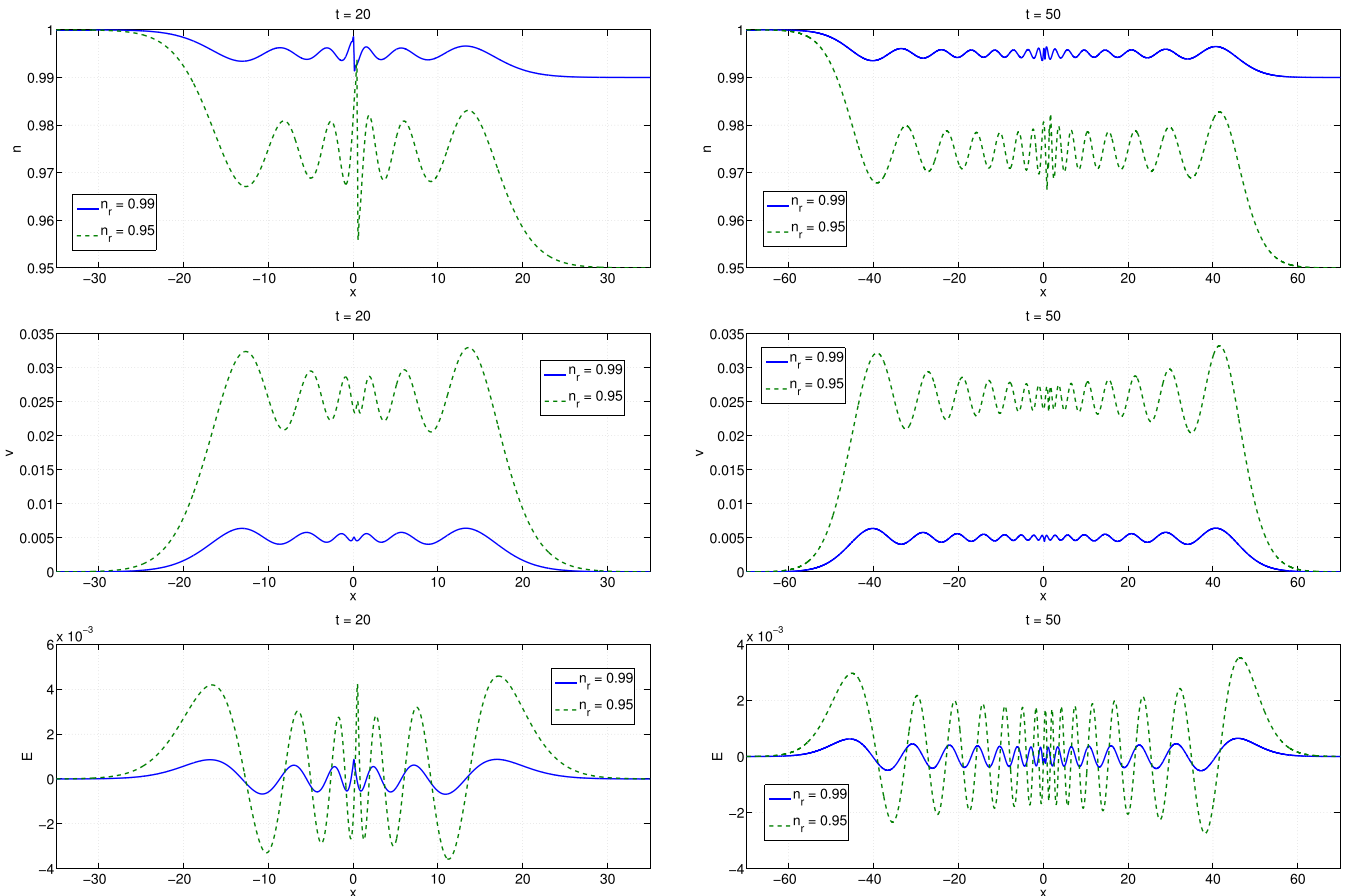 t = 20
1
0.99
0.98
0.97
0.96
0.95
n
n_r = 0.99
n_r = 0.95
−30 −20 −10 0 10 20 30
x
t = 50
1
0.99
0.98
0.97
0.96
0.95
n
n_r = 0.99
n_r = 0.95
−60 −40 −20 0 20 40 60
x
t = 20
0.035
0.03
0.025
0.02
0.015
0.01
0.005
0
v
n_r = 0.99
n_r = 0.95
−30 −20 −10 0 10 20 30
x
t = 50
0.035
0.03
0.025
0.02
0.015
0.01
0.005
0
v
n_r = 0.99
n_r = 0.95
−60 −40 −20 0 20 40 60
x
t = 20
x 10⁻³
6
4
2
0
−2
−4
E
n_r = 0.99
n_r = 0.95
−30 −20 −10 0 10 20 30
x
t = 50
x 10⁻³
4
2
0
−2
−4
E
n_r = 0.99
n_r = 0.95
−60 −40 −20 0 20 40 60
x